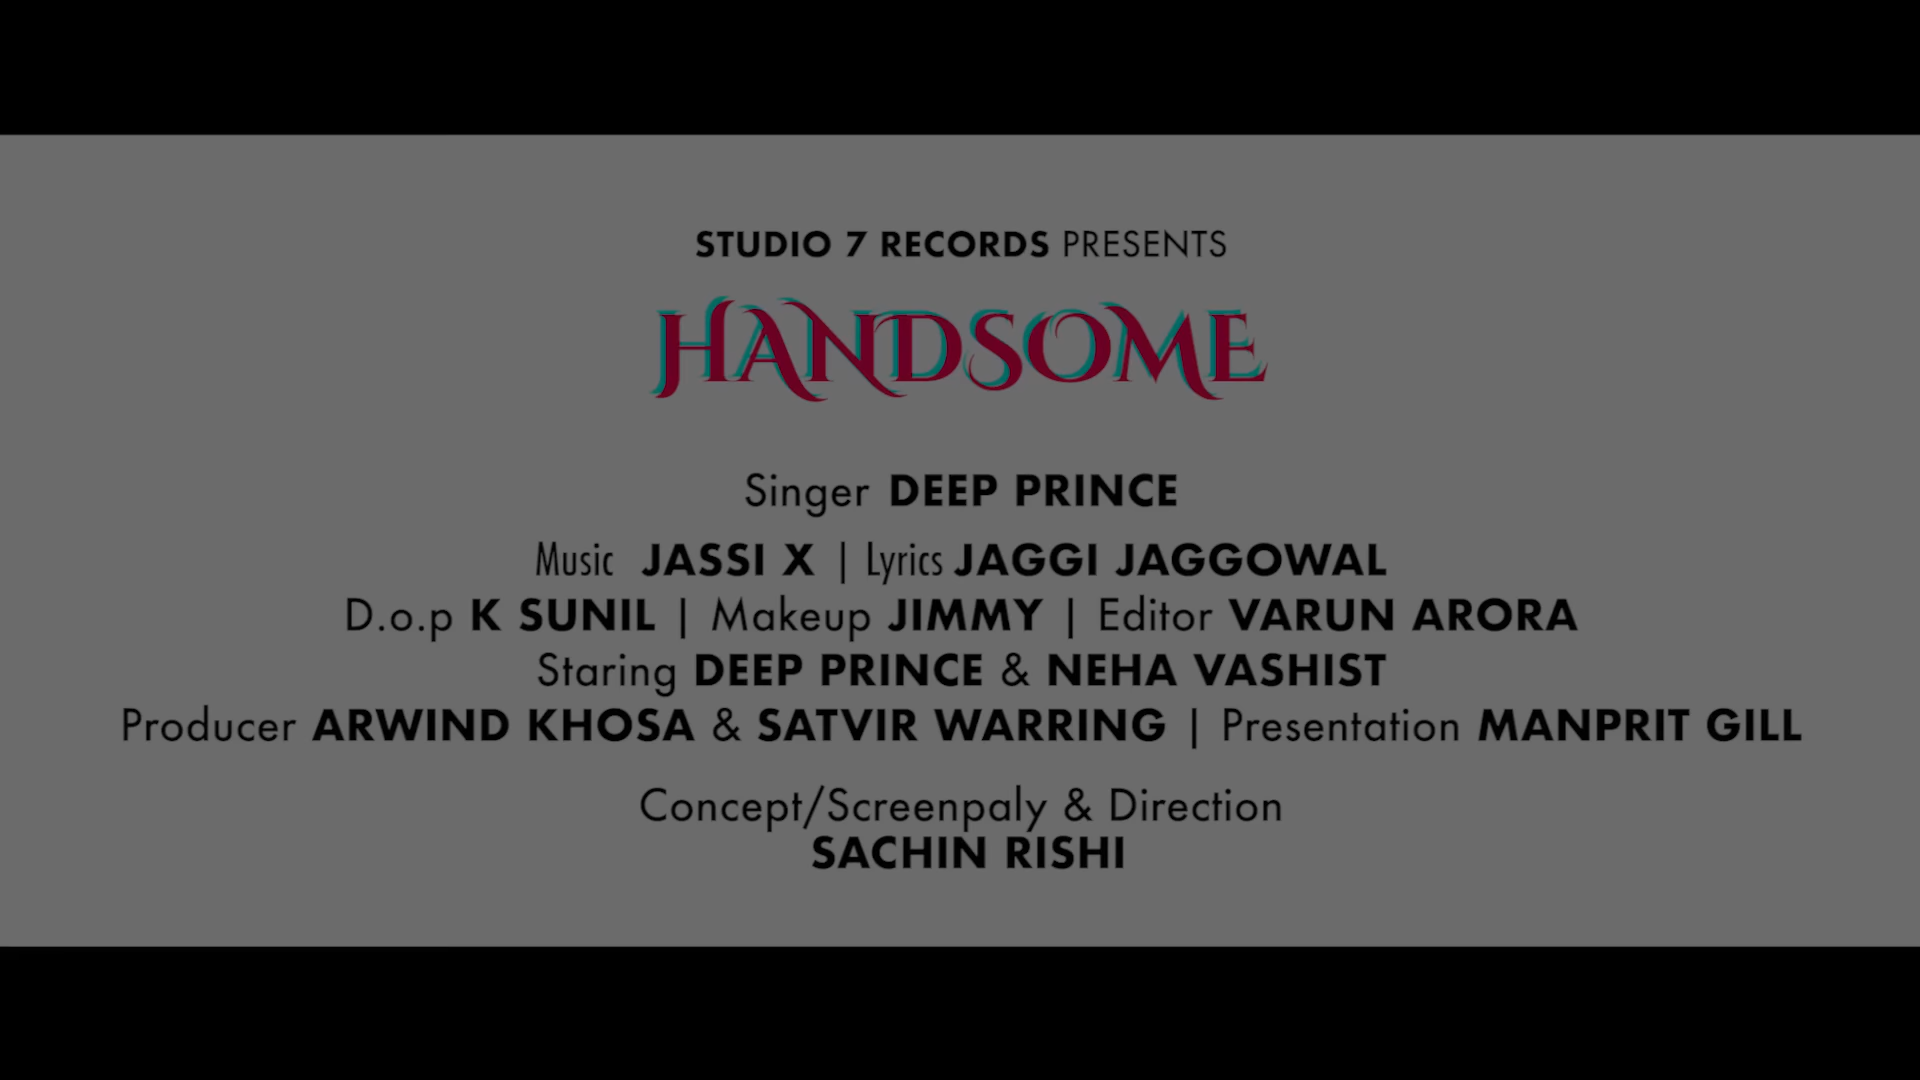 STUDIO 7 RECORDS PRESENTS
HANDSOME
Singer DEEP PRINCE
Music JASSI X | Lyrics JAGGI JAGGOWAL
D.o.p K SUNIL | Makeup JIMMY | Editor VARUN ARORA
Staring DEEP PRINCE & NEHA VASHIST
Producer ARWIND KHOSA & SATVIR WARRING | Presentation MANPRIT GILL
Concept/Screenpaly & Direction
SACHIN RISHI